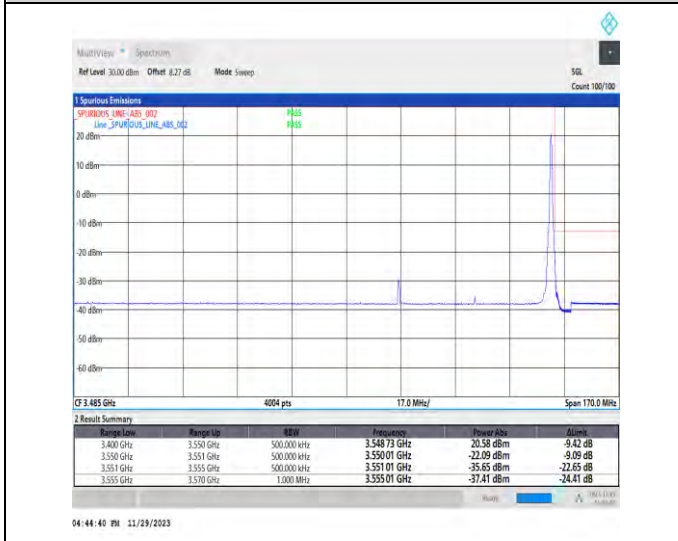 MultiView Spectrum
Ref Level 30.00 dBm Offset 8.27 dB Mode Sweep SGL
Count 100/100
1 Spurious Emissions
_SPURIOUS_LINE_ABS_002 PASS
Line _SPURIOUS_LINE_ABS_002 PASS
20 dBm
10 dBm
0 dBm
-10 dBm
-20 dBm
-30 dBm
-40 dBm
-50 dBm
-60 dBm
CF 3.485 GHz 4004 pts 17.0 MHz/ Span 170.0 MHz
2 Result Summary
Range Low Range Up RBW Frequency Power Abs ΔLimit
3.400 GHz 3.550 GHz 500.000 kHz 3.548 73 GHz 20.58 dBm -9.42 dB
3.550 GHz 3.551 GHz 500.000 kHz 3.550 01 GHz -22.09 dBm -9.09 dB
3.551 GHz 3.555 GHz 500.000 kHz 3.551 01 GHz -35.65 dBm -22.65 dB
3.555 GHz 3.570 GHz 1.000 MHz 3.555 01 GHz -37.41 dBm -24.41 dB
Ready
04:44:40 PM 11/29/2023